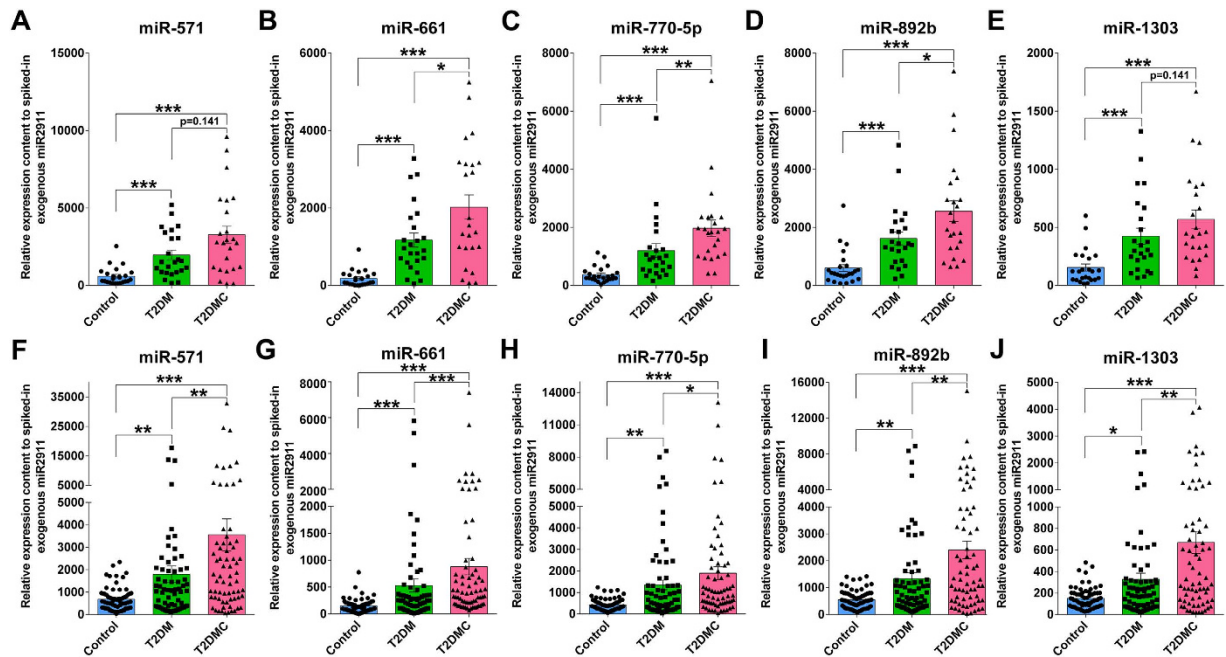 A
miR-571
Relative expression content to spiked-in
exogenous miR2911
15000
10000
5000
0
***
***
p=0.141
Control
T2DM
T2DMC
B
miR-661
Relative expression content to spiked-in
exogenous miR2911
6000
4000
2000
0
***
*
***
Control
T2DM
T2DMC
C
miR-770-5p
Relative expression content to spiked-in
exogenous miR2911
8000
6000
4000
2000
0
***
**
***
Control
T2DM
T2DMC
D
miR-892b
Relative expression content to spiked-in
exogenous miR2911
8000
6000
4000
2000
0
***
*
***
Control
T2DM
T2DMC
E
miR-1303
Relative expression content to spiked-in
exogenous miR2911
2000
1500
1000
500
0
***
p=0.141
***
Control
T2DM
T2DMC
F
miR-571
Relative expression content to spiked-in
exogenous miR2911
35000
25000
15000
5000
5000
4000
3000
2000
1000
0
***
**
**
Control
T2DM
T2DMC
G
miR-661
Relative expression content to spiked-in
exogenous miR2911
8000
7000
6000
5000
4000
3000
2000
2000
1500
1000
500
0
***
***
***
Control
T2DM
T2DMC
H
miR-770-5p
Relative expression content to spiked-in
exogenous miR2911
14000
12000
10000
8000
6000
5000
4000
3000
2000
1000
0
***
*
**
Control
T2DM
T2DMC
I
miR-892b
Relative expression content to spiked-in
exogenous miR2911
16000
12000
8000
4000
4000
3000
2000
1000
0
***
**
**
Control
T2DM
T2DMC
J
miR-1303
Relative expression content to spiked-in
exogenous miR2911
5000
4000
3000
2000
1000
1000
800
600
400
200
0
***
**
*
Control
T2DM
T2DMC